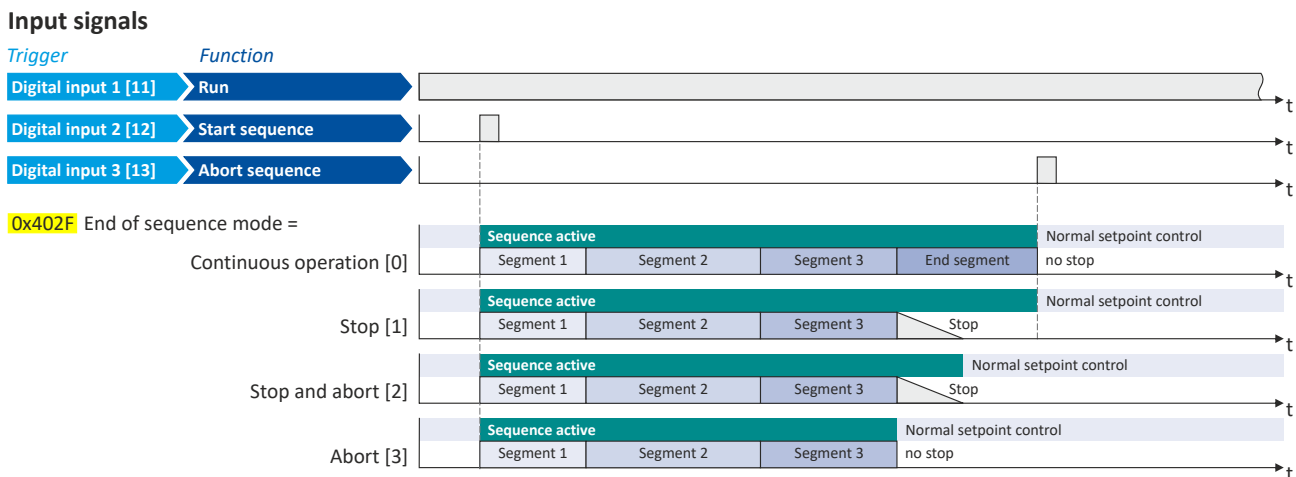 Input signals
Trigger Function
Digital input 1 [11] Run
t
Digital input 2 [12] Start sequence
t
Digital input 3 [13] Abort sequence
t
0x402F End of sequence mode =
Sequence active Normal setpoint control
Continuous operation [0] Segment 1 Segment 2 Segment 3 End segment no stop
t
Sequence active Normal setpoint control
Stop [1] Segment 1 Segment 2 Segment 3 Stop
t
Sequence active Normal setpoint control
Stop and abort [2] Segment 1 Segment 2 Segment 3 Stop
t
Sequence active Normal setpoint control
Abort [3] Segment 1 Segment 2 Segment 3 no stop
t